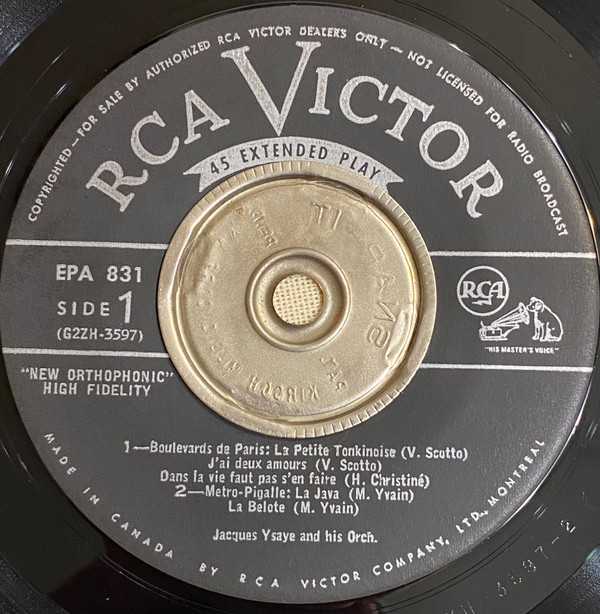 COPYRIGHTED — FOR SALE BY AUTHORIZED RCA VICTOR DEALERS ONLY — NOT LICENSED FOR RADIO BROADCAST
RCA VICTOR
45 EXTENDED PLAY
EPA 831
SIDE 1
(G2ZH-3597)
RCA
"HIS MASTER'S VOICE"
"NEW ORTHOPHONIC"
HIGH FIDELITY
1—Boulevards de Paris: La Petite Tonkinoise (V. Scotto)
J'ai deux amours (V. Scotto)
Dans la vie faut pas s'en faire (H. Christiné)
2—Metro-Pigalle: La Java (M. Yvain)
La Belote (M. Yvain)
Jacques Ysaye and his Orch.
MADE IN CANADA BY RCA VICTOR COMPANY, LTD., MONTREAL